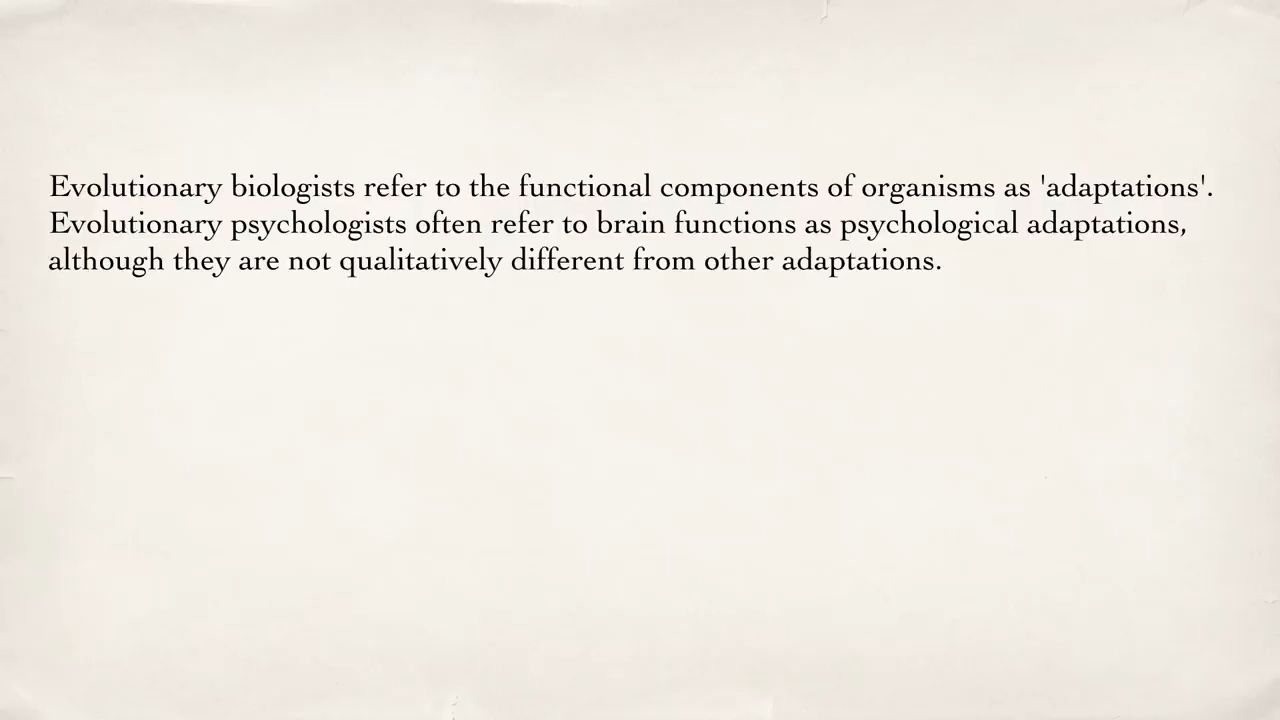 Evolutionary biologists refer to the functional components of organisms as 'adaptations'.
Evolutionary psychologists often refer to brain functions as psychological adaptations,
although they are not qualitatively different from other adaptations.